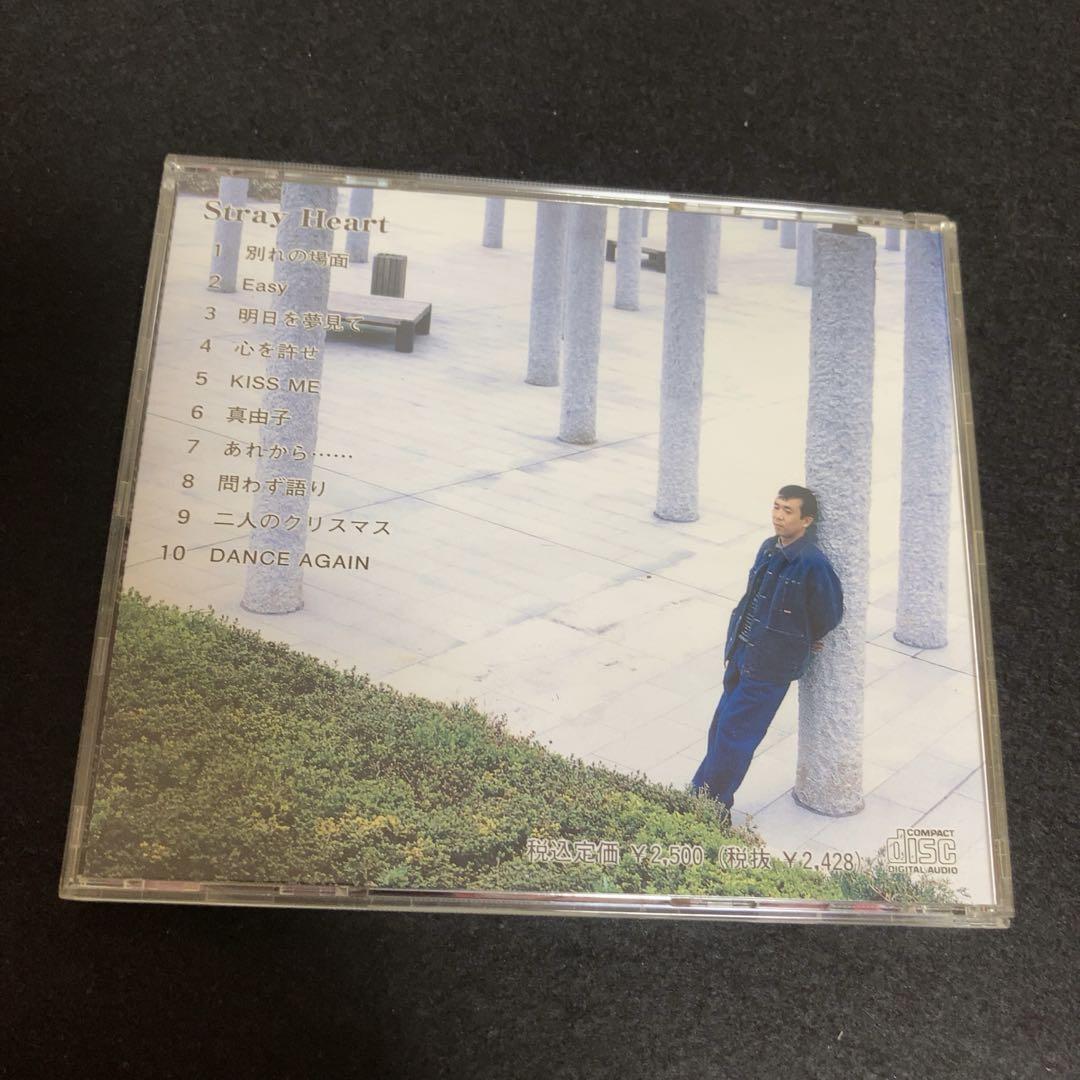 Stray Heart
1 別れの場面
2 Easy
3 明日を夢見て
4 心を許せ
5 KISS ME
6 真由子
7 あれから……
8 問わず語り
9 二人のクリスマス
10 DANCE AGAIN
税込定価 ¥2,500 (税抜 ¥2,428)
COMPACT
disc
DIGITAL AUDIO